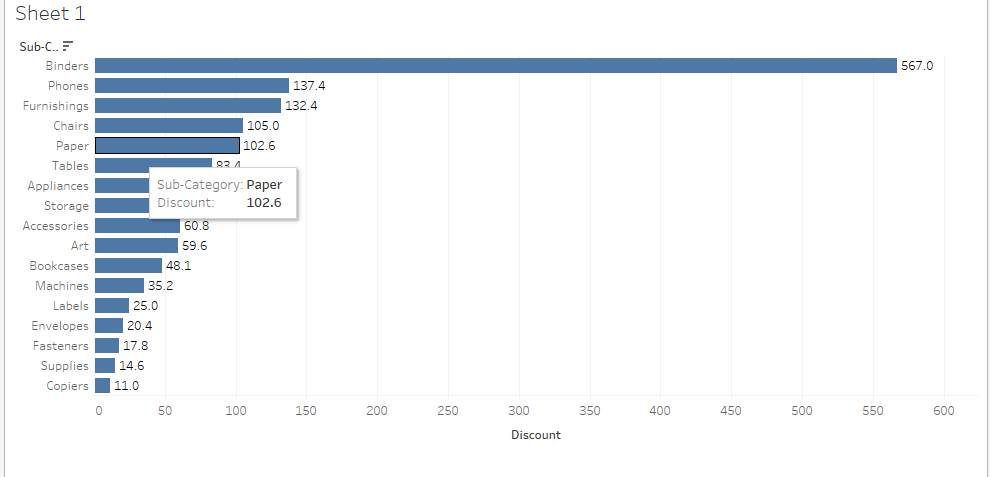 Sheet 1
Sub-C..
Binders 567.0
Phones 137.4
Furnishings 132.4
Chairs 105.0
Paper 102.6
Tables 83.4
Appliances
Sub-Category: Paper
Storage
Discount: 102.6
Accessories 60.8
Art 59.6
Bookcases 48.1
Machines 35.2
Labels 25.0
Envelopes 20.4
Fasteners 17.8
Supplies 14.6
Copiers 11.0
0 50 100 150 200 250 300 350 400 450 500 550 600
Discount